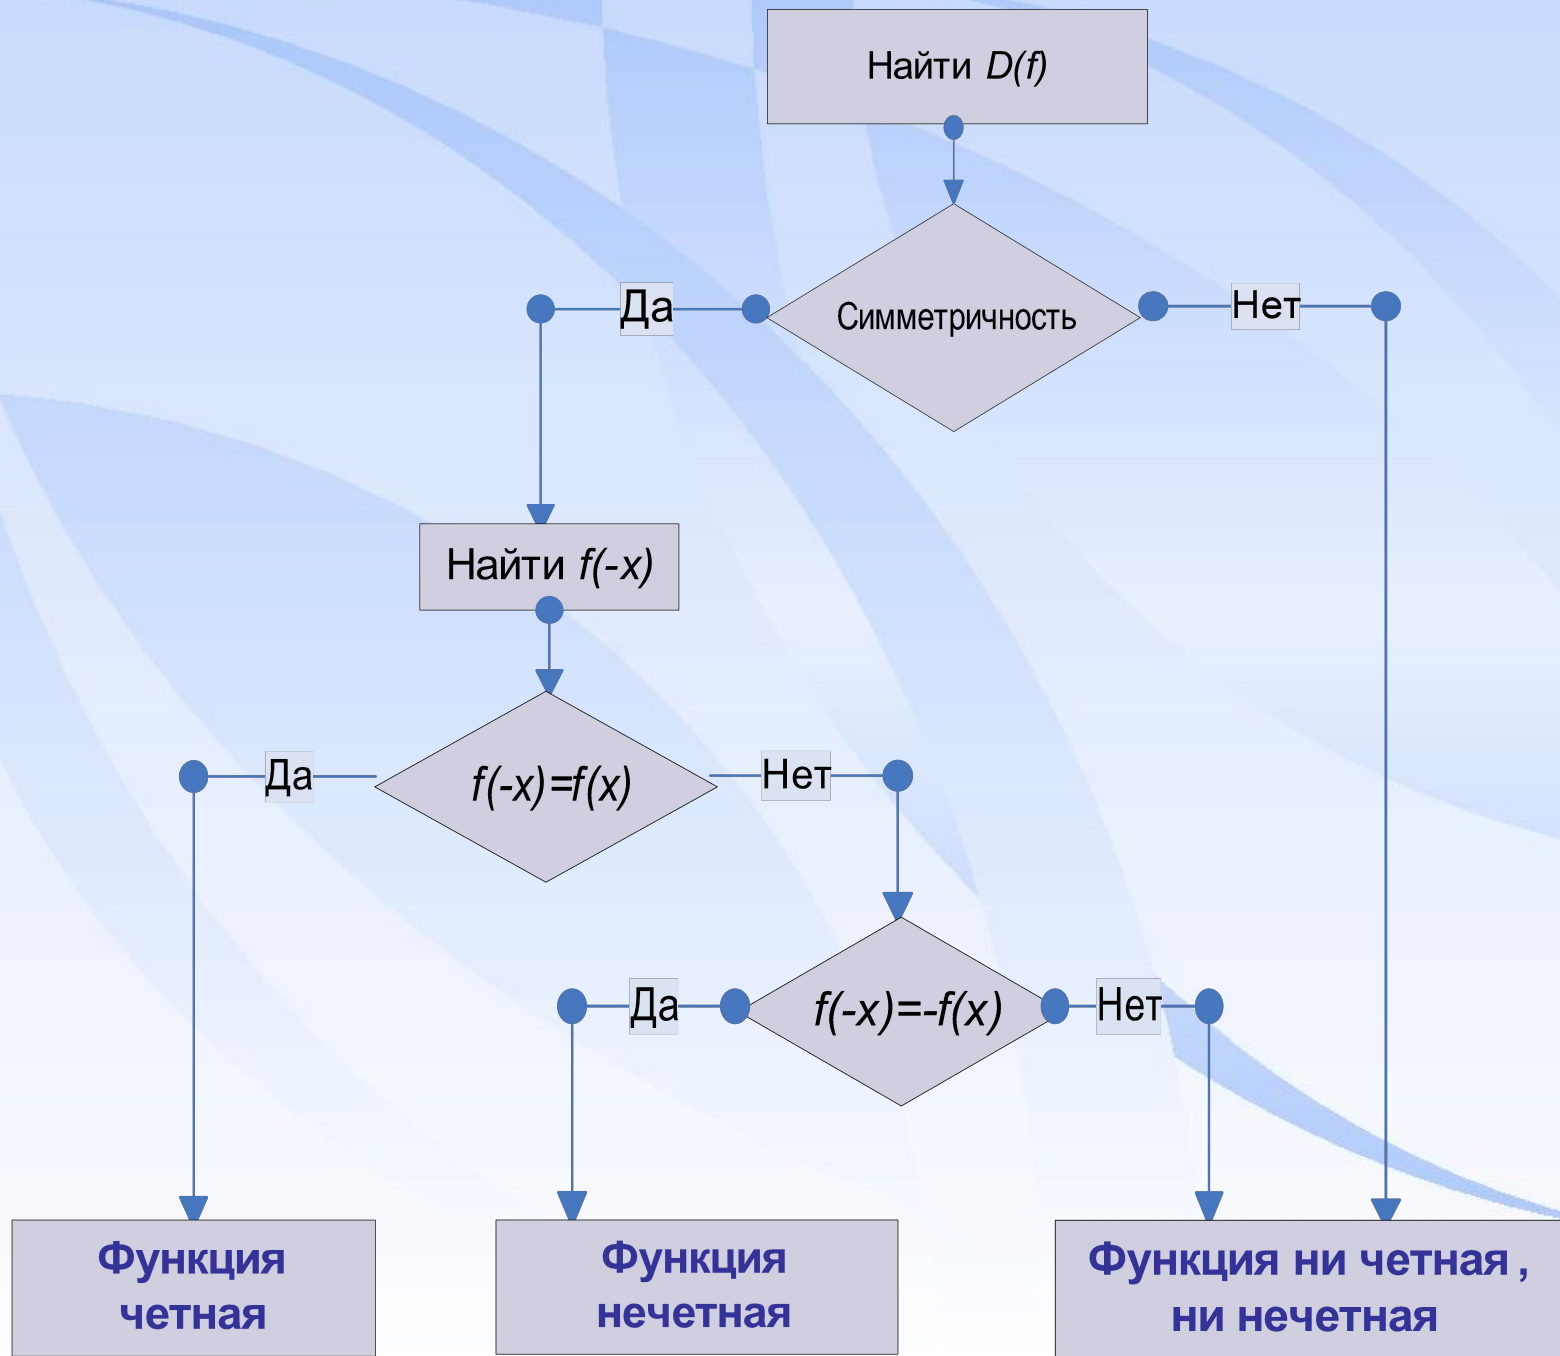 Найти D(f)
Симметричность
Да
Нет
Найти f(-x)
f(-x)=f(x)
Да
Нет
f(-x)=-f(x)
Да
Нет
Функция
четная
Функция
нечетная
Функция ни четная ,
ни нечетная